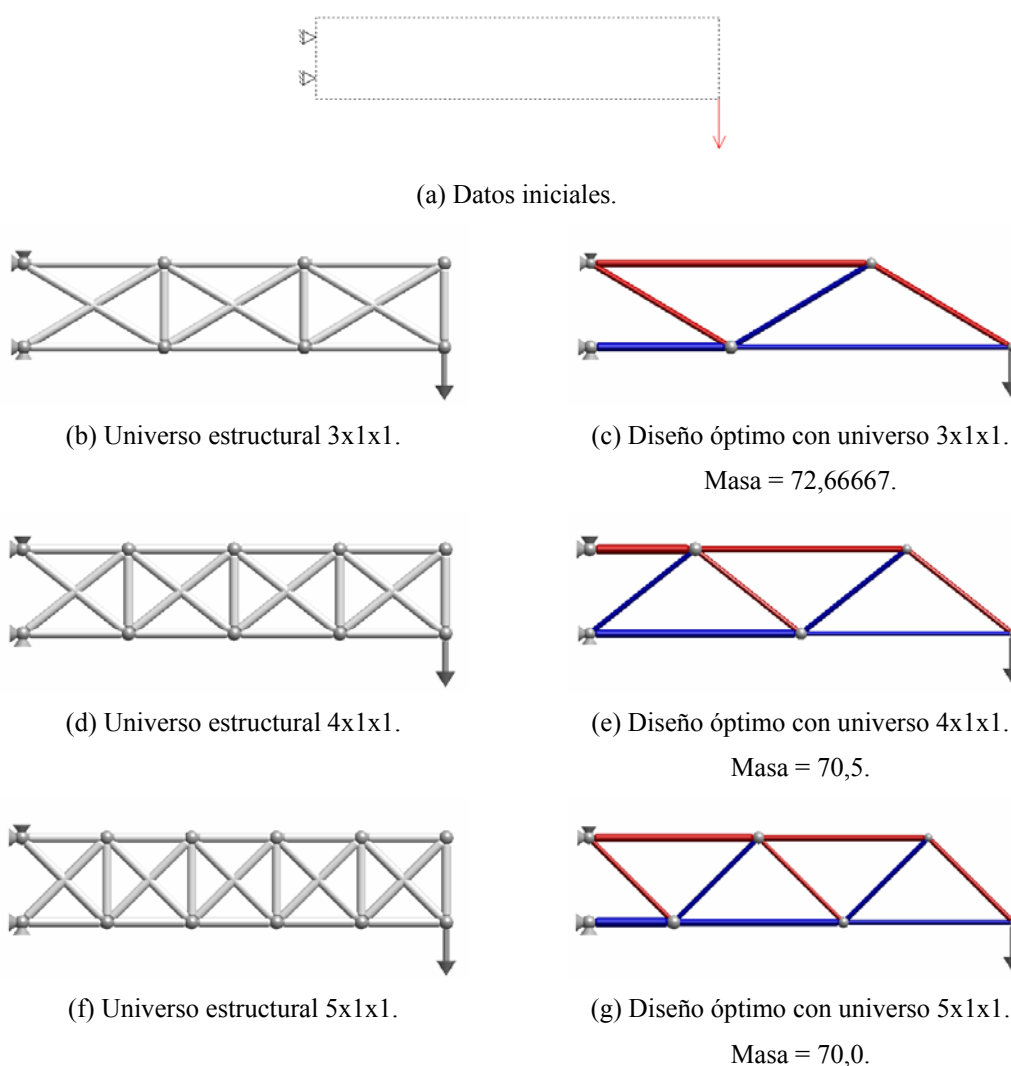 (a) Datos iniciales.
(b) Universo estructural 3x1x1.
(c) Diseño óptimo con universo 3x1x1.
Masa = 72,66667.
(d) Universo estructural 4x1x1.
(e) Diseño óptimo con universo 4x1x1.
Masa = 70,5.
(f) Universo estructural 5x1x1.
(g) Diseño óptimo con universo 5x1x1.
Masa = 70,0.